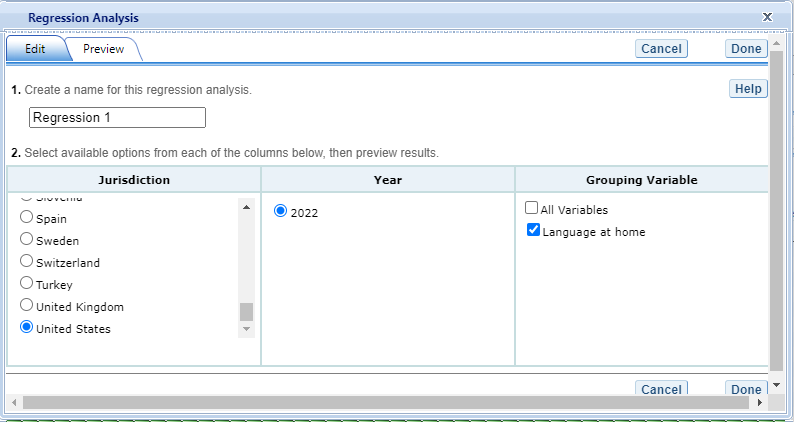 Regression Analysis X
Edit Preview Cancel Done
1. Create a name for this regression analysis. Help
Regression 1
2. Select available options from each of the columns below, then preview results.
Jurisdiction Year Grouping Variable
Slovenia
Spain 2022 All Variables
Sweden Language at home
Switzerland
Turkey
United Kingdom
United States
Cancel Done